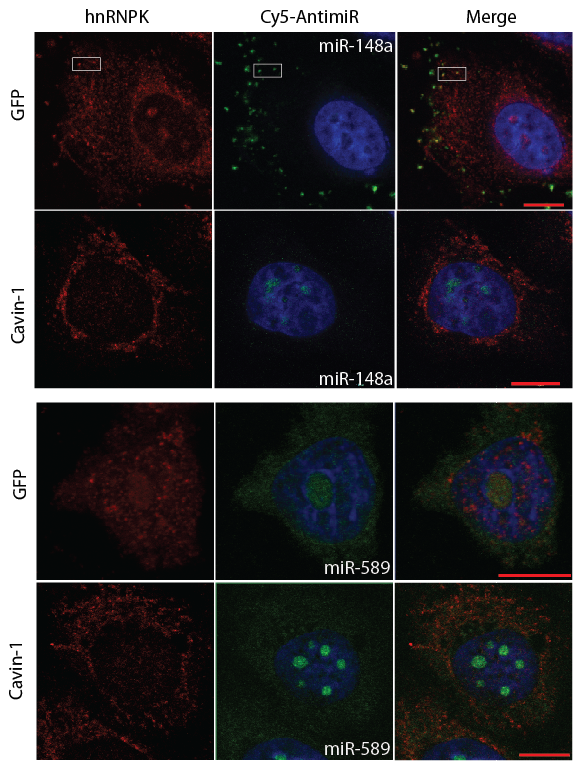 hnRNPK Cy5-AntimiR Merge
GFP
miR-148a
Cavin-1
miR-148a
GFP
miR-589
Cavin-1
miR-589